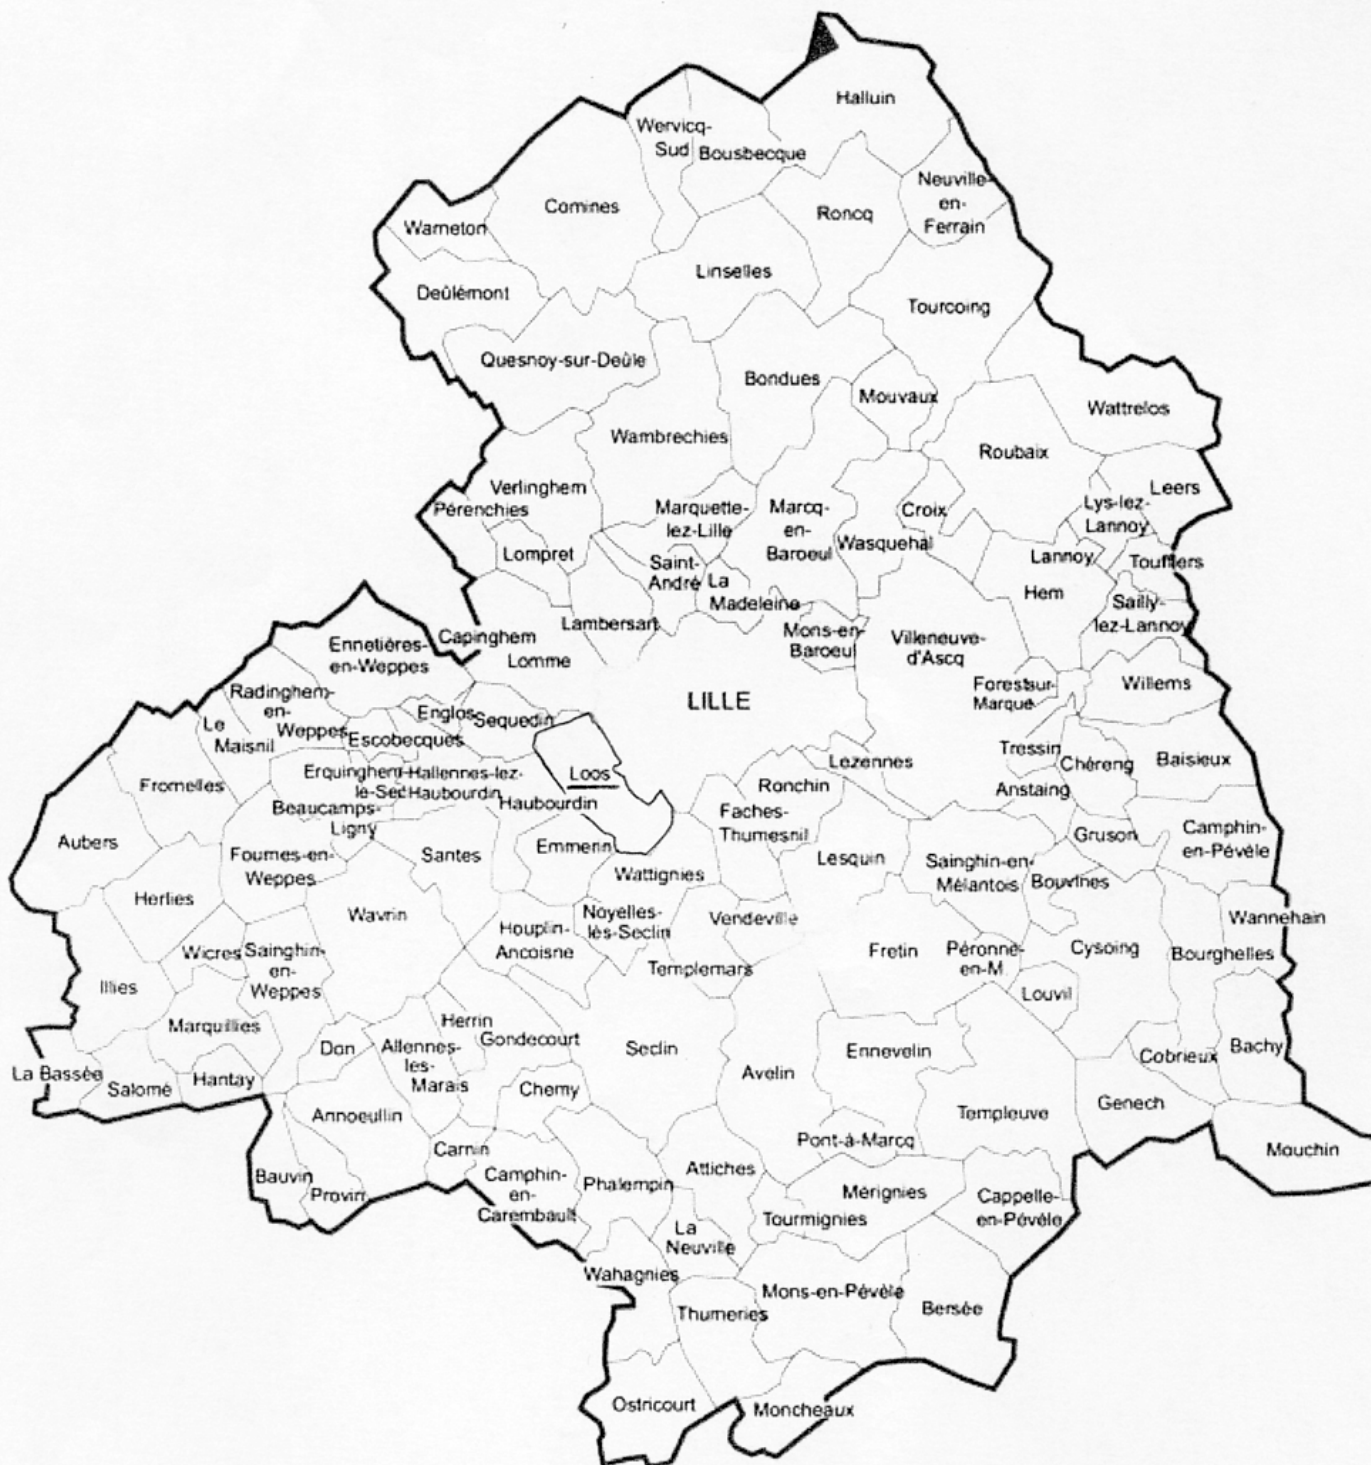 Halluin
Wervicq-
Sud
Bousbecque
Neuville-
en-
Ferrain
Comines
Roncq
Warneton
Linselles
Deûlémont
Tourcoing
Quesnoy-sur-Deûle
Bondues
Mouvaux
Wattrelos
Wambrechies
Roubaix
Verlinghem
Leers
Pérenchies
Marquette-
lez-Lille
Marcq-
en-
Baroeul
Croix
Lys-lez-
Lannoy
Wasquehal
Lompret
Lannoy
Toufflers
Saint-
André
La
Madeleine
Hem
Sailly-
lez-Lannoy
Lambersart
Capinghem
Ennetières-
en-Weppes
Mons-en-
Baroeul
Villeneuve-
d'Ascq
Lomme
Forest-sur-
Marque
Willems
LILLE
Radinghem-
en-
Weppes
Englos
Sequedin
Le
Maisnil
Escobecques
Tressin
Lezennes
Chéreng
Baisieux
Erquinghem-
le-Sec
Hallennes-lez-
Haubourdin
Loos
Ronchin
Fromelles
Anstaing
Beaucamps-
Ligny
Haubourdin
Faches-
Thumesnil
Gruson
Camphin-
en-Pévèle
Aubers
Fournes-en-
Weppes
Santes
Emmerin
Wattignies
Lesquin
Sainghin-en-
Mélantois
Bouvines
Herlies
Wavrin
Noyelles-
lès-Seclin
Vendeville
Wannehain
Houplin-
Ancoisne
Wicres
Sainghin-
en-
Weppes
Fretin
Péronne-
en-M.
Cysoing
Bourghelles
Templemars
Illies
Louvil
Marquillies
Herrin
Gondecourt
Don
Allennes-
les-
Marais
Seclin
Ennevelin
Cobrieux
Bachy
La Bassée
Salomé
Hantay
Avelin
Chemy
Annoeullin
Templeuve
Genech
Carnin
Pont-à-Marcq
Mouchin
Bauvin
Provin
Camphin-
en-
Carembault
Phalempin
Attiches
Mérignies
Cappelle-
en-Pévèle
Tourmignies
La
Neuville
Wahagnies
Mons-en-Pévèle
Thumeries
Bersée
Ostricourt
Moncheaux